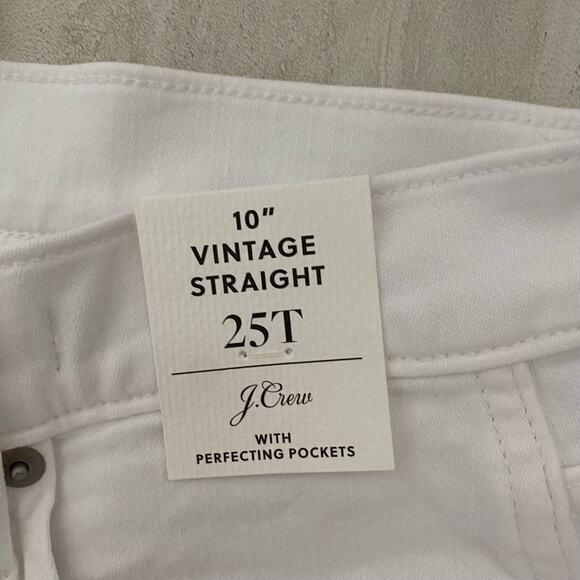 10"
VINTAGE
STRAIGHT
25T
J.Crew
WITH
PERFECTING POCKETS